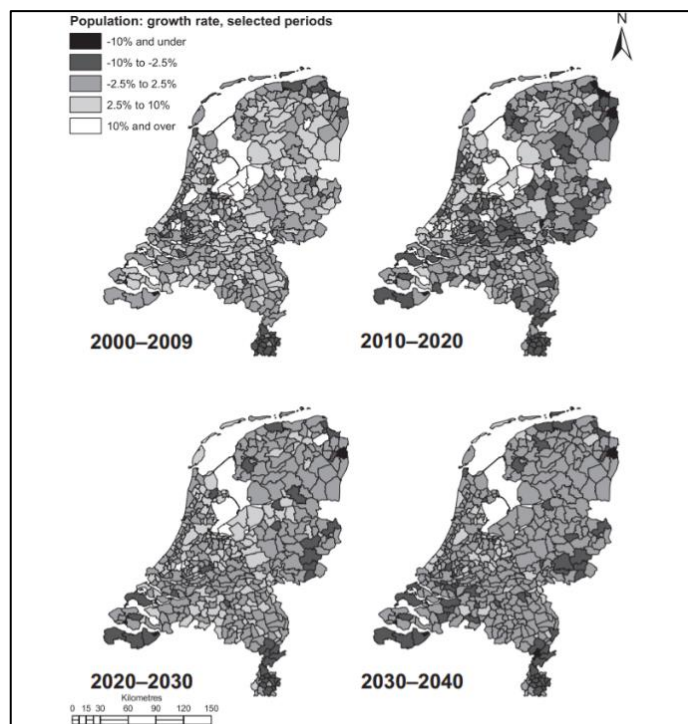 Population: growth rate, selected periods
N
-10% and under
-10% to -2.5%
-2.5% to 2.5%
2.5% to 10%
10% and over
2000–2009
2010–2020
2020–2030
2030–2040
Kilometres
0 15 30 60 90 120 150